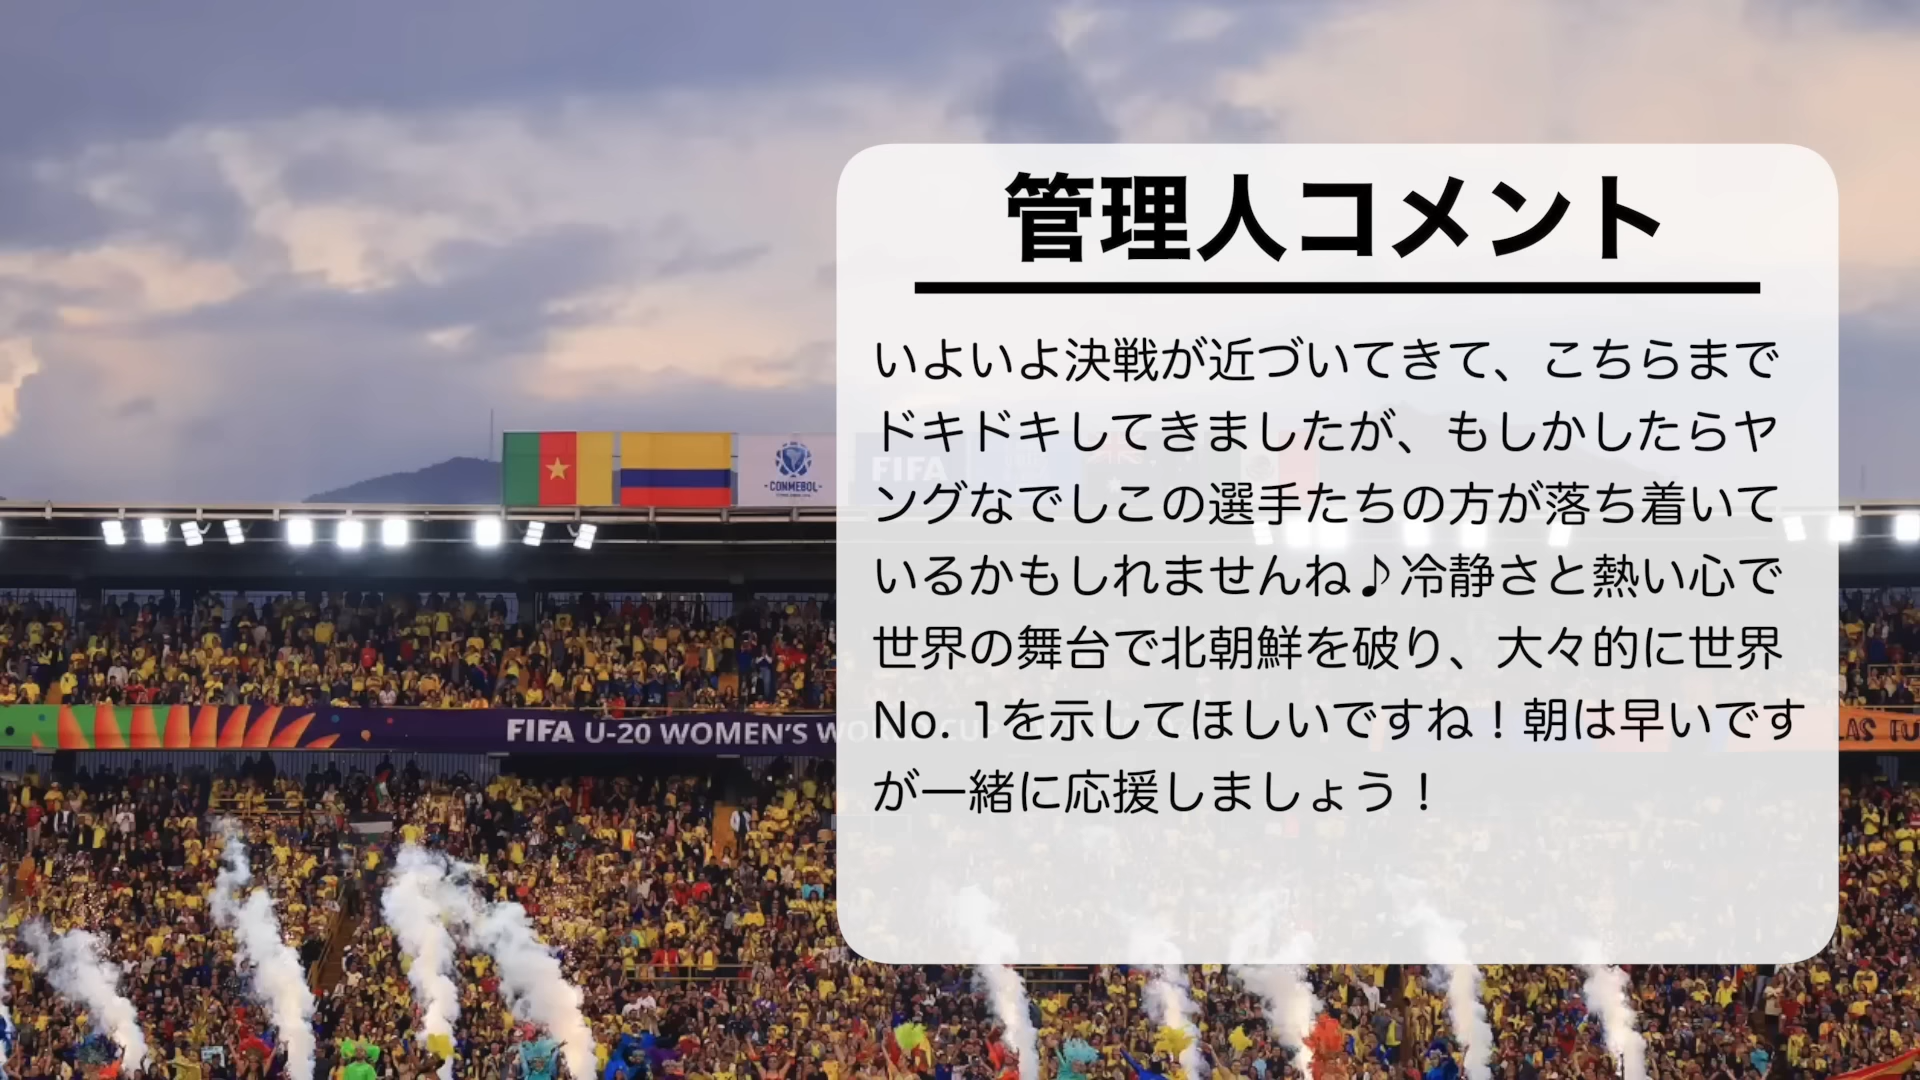 管理人コメント
いよいよ決戦が近づいてきて、こちらまで
ドキドキしてきましたが、もしかしたらヤ
ングなでしこの選手たちの方が落ち着いて
いるかもしれませんね♪冷静さと熱い心で
世界の舞台で北朝鮮を破り、大々的に世界
No. 1を示してほしいですね！朝は早いです
が一緒に応援しましょう！
CONMEBOL
FIFA
FIFA U-20 WOMEN'S WORLD CUP